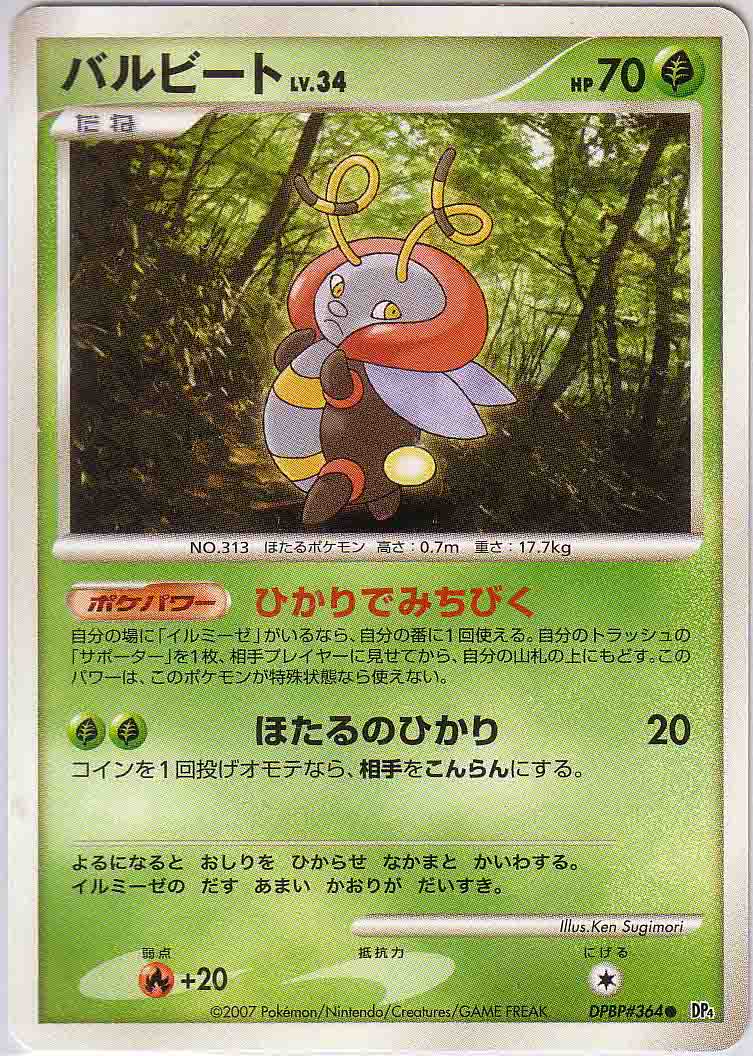 バルビート LV.34 HP 70
たね
NO.313 ほたるポケモン 高さ:0.7m 重さ:17.7kg
ポケパワー ひかりでみちびく
自分の場に「イルミーゼ」がいるなら、自分の番に1回使える。自分のトラッシュの
「サポーター」を1枚、相手プレイヤーに見せてから、自分の山札の上にもどす。この
パワーは、このポケモンが特殊状態なら使えない。
ほたるのひかり 20
コインを1回投げオモテなら、相手をこんらんにする。
よるになると おしりを ひからせ なかまと かいわする。
イルミーゼの だす あまい かおりが だいすき。
Illus.Ken Sugimori
弱点 抵抗力 にげる
+20
©2007 Pokémon/Nintendo/Creatures/GAME FREAK DPBP#364 DP4